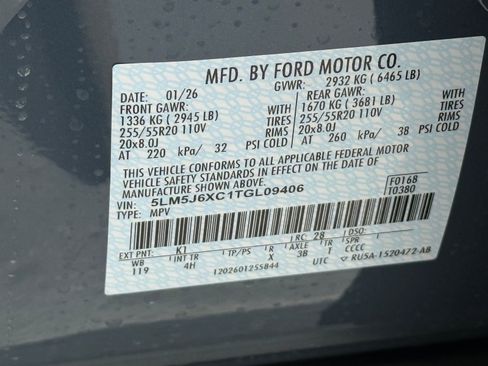 MFD. BY FORD MOTOR CO.
DATE: 01/26 GVWR: 2932 KG ( 6465 LB)
FRONT GAWR: REAR GAWR:
1336 KG ( 2945 LB) WITH 1670 KG ( 3681 LB) WITH
255/55R20 110V TIRES 255/55R20 110V TIRES
20x8.0J RIMS 20x8.0J RIMS
AT 220 kPa/ 32 PSI COLD AT 260 kPa/ 38 PSI COLD
THIS VEHICLE CONFORMS TO ALL APPLICABLE FEDERAL MOTOR
VEHICLE SAFETY AND BUMPER STANDARDS IN EFFECT ON THE DATE OF
MANUFACTURE SHOWN ABOVE.
VIN: 5LM5J6XC1TGL09406 F0168
TYPE: MPV T0380
EXT PNT: K1 RC: 28 DSO:
WB INT TR TP/PS R AXLE TR SPR
119 4H X 3B T CCCC
1202601255844 UTC RU5A-1520472-AB